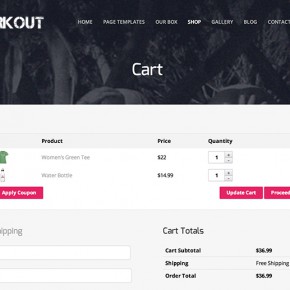 RKOUT
HOME PAGE TEMPLATES OUR BOX SHOP GALLERY BLOG CONTACT
Cart
Product Price Quantity
Women's Green Tee $22 1
Water Bottle $14.99 1
Apply Coupon Update Cart Proceed
hipping Cart Totals
Cart Subtotal $36.99
Shipping Free Shipping
Order Total $36.99